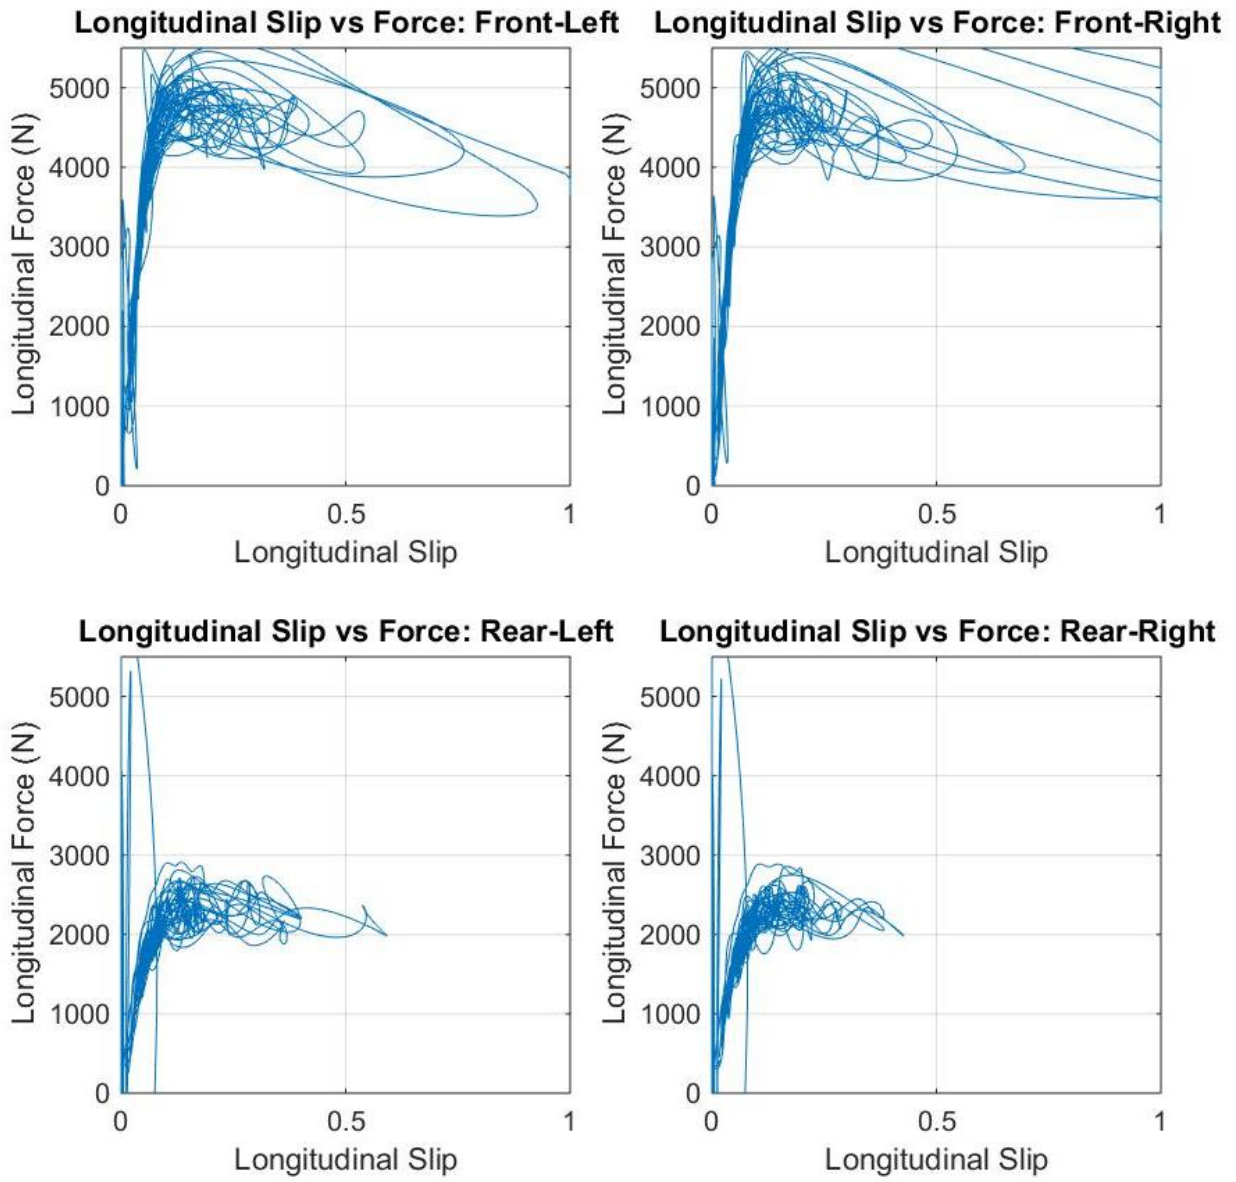 Longitudinal Slip vs Force: Front-Left
5000
4000
3000
2000
1000
0
Longitudinal Force (N)
0 0.5 1
Longitudinal Slip
Longitudinal Slip vs Force: Front-Right
5000
4000
3000
2000
1000
0
Longitudinal Force (N)
0 0.5 1
Longitudinal Slip
Longitudinal Slip vs Force: Rear-Left
5000
4000
3000
2000
1000
0
Longitudinal Force (N)
0 0.5 1
Longitudinal Slip
Longitudinal Slip vs Force: Rear-Right
5000
4000
3000
2000
1000
0
Longitudinal Force (N)
0 0.5 1
Longitudinal Slip